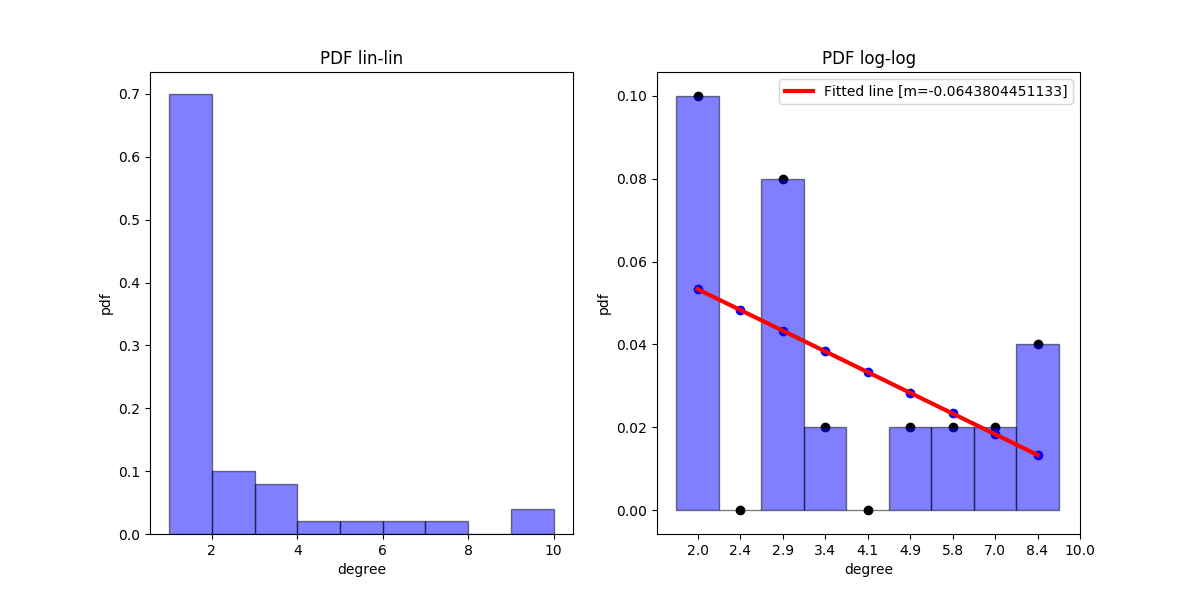 PDF lin-lin
0.7
0.6
0.5
0.4
0.3
0.2
0.1
0.0
pdf
2 4 6 8 10
degree
PDF log-log
Fitted line [m=-0.0643804451133]
0.10
0.08
0.06
0.04
0.02
0.00
pdf
2.0 2.4 2.9 3.4 4.1 4.9 5.8 7.0 8.4 10.0
degree